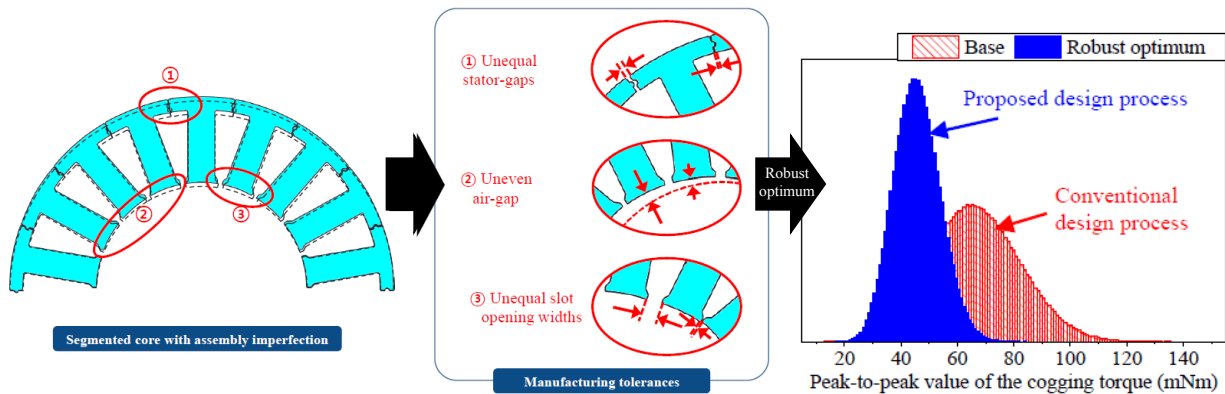 ①
②
③
Segmented core with assembly imperfection
① Unequal
stator-gaps
② Uneven
air-gap
③ Unequal slot
opening widths
Manufacturing tolerances
Robust
optimum
Base
Robust optimum
Proposed design process
Conventional
design process
20 40 60 80 100 120 140
Peak-to-peak value of the cogging torque (mNm)